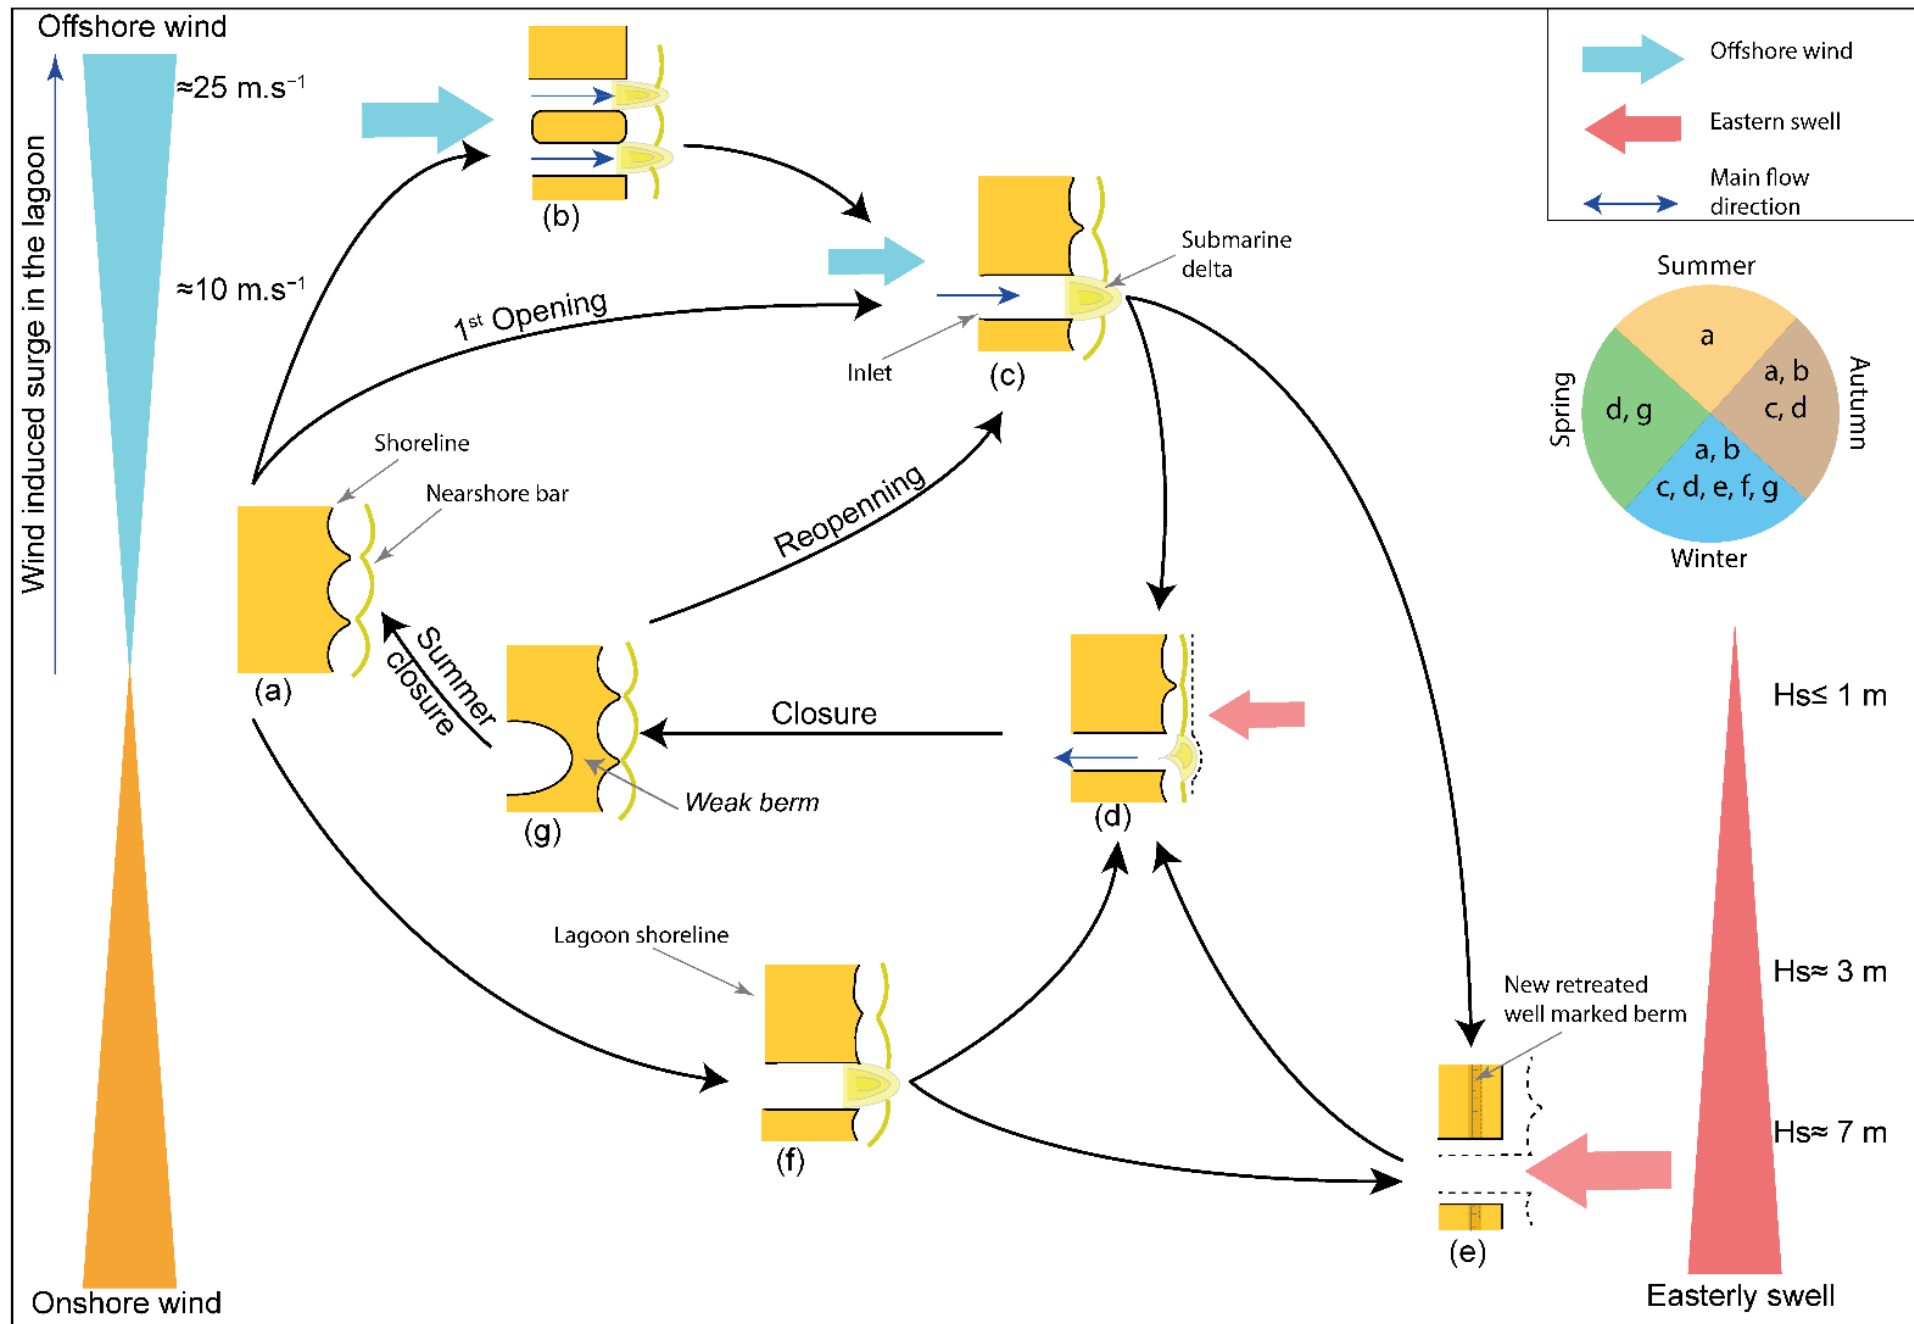 Offshore wind
≈25 m.s⁻¹
≈10 m.s⁻¹
Wind induced surge in the lagoon
Onshore wind
(b)
Offshore wind
Eastern swell
Main flow
direction
Submarine
delta
1st Opening
Inlet
(c)
Summer
a
Autumn
a, b
c, d
Spring
d, g
a, b
c, d, e, f, g
Winter
Shoreline
Nearshore bar
(a)
Reopenning
Summer
closure
Closure
Weak berm
(g)
(d)
Hs≤ 1 m
Hs≈ 3 m
Hs≈ 7 m
Lagoon shoreline
(f)
New retreated
well marked berm
(e)
Easterly swell